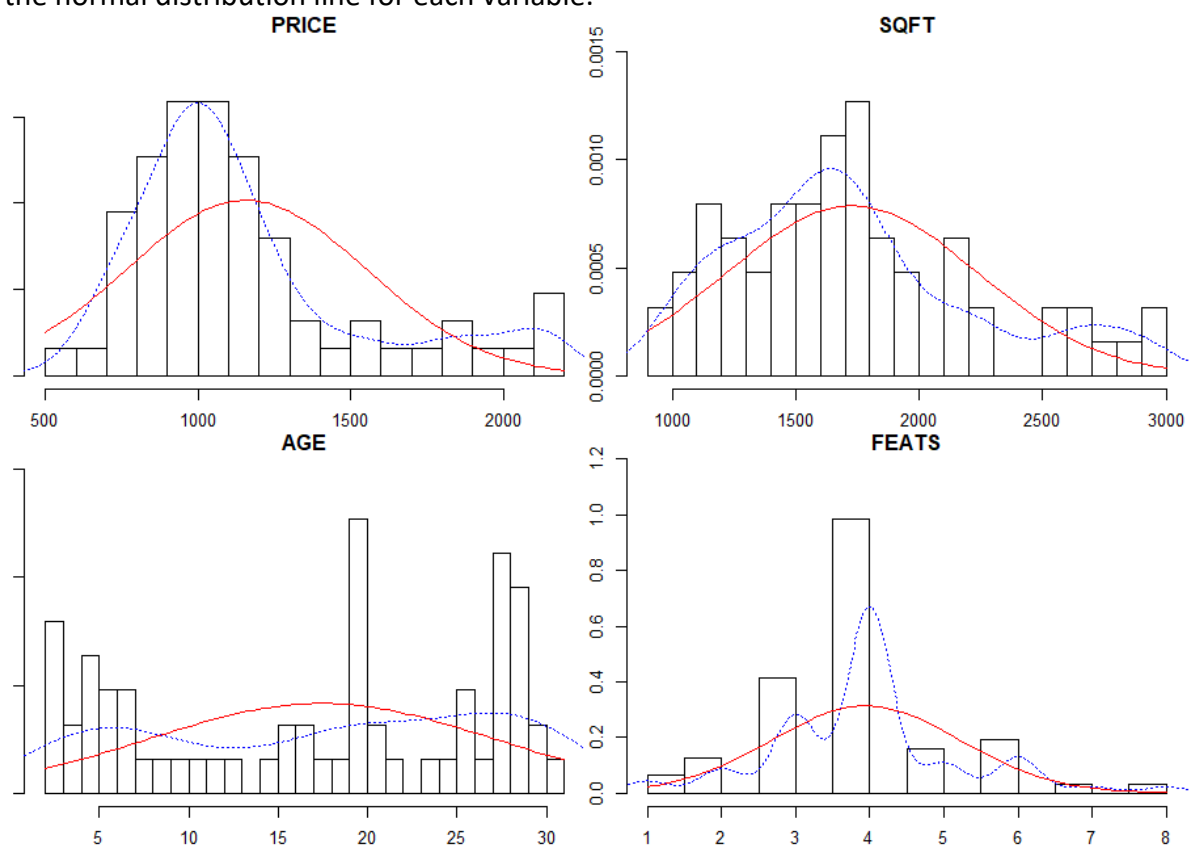 the normal distribution line for each variable.
PRICE
SQFT
0.0000 0.0005 0.0010 0.0015
500 1000 1500 2000
1000 1500 2000 2500 3000
AGE
FEATS
0.0 0.2 0.4 0.6 0.8 1.0 1.2
5 10 15 20 25 30
1 2 3 4 5 6 7 8